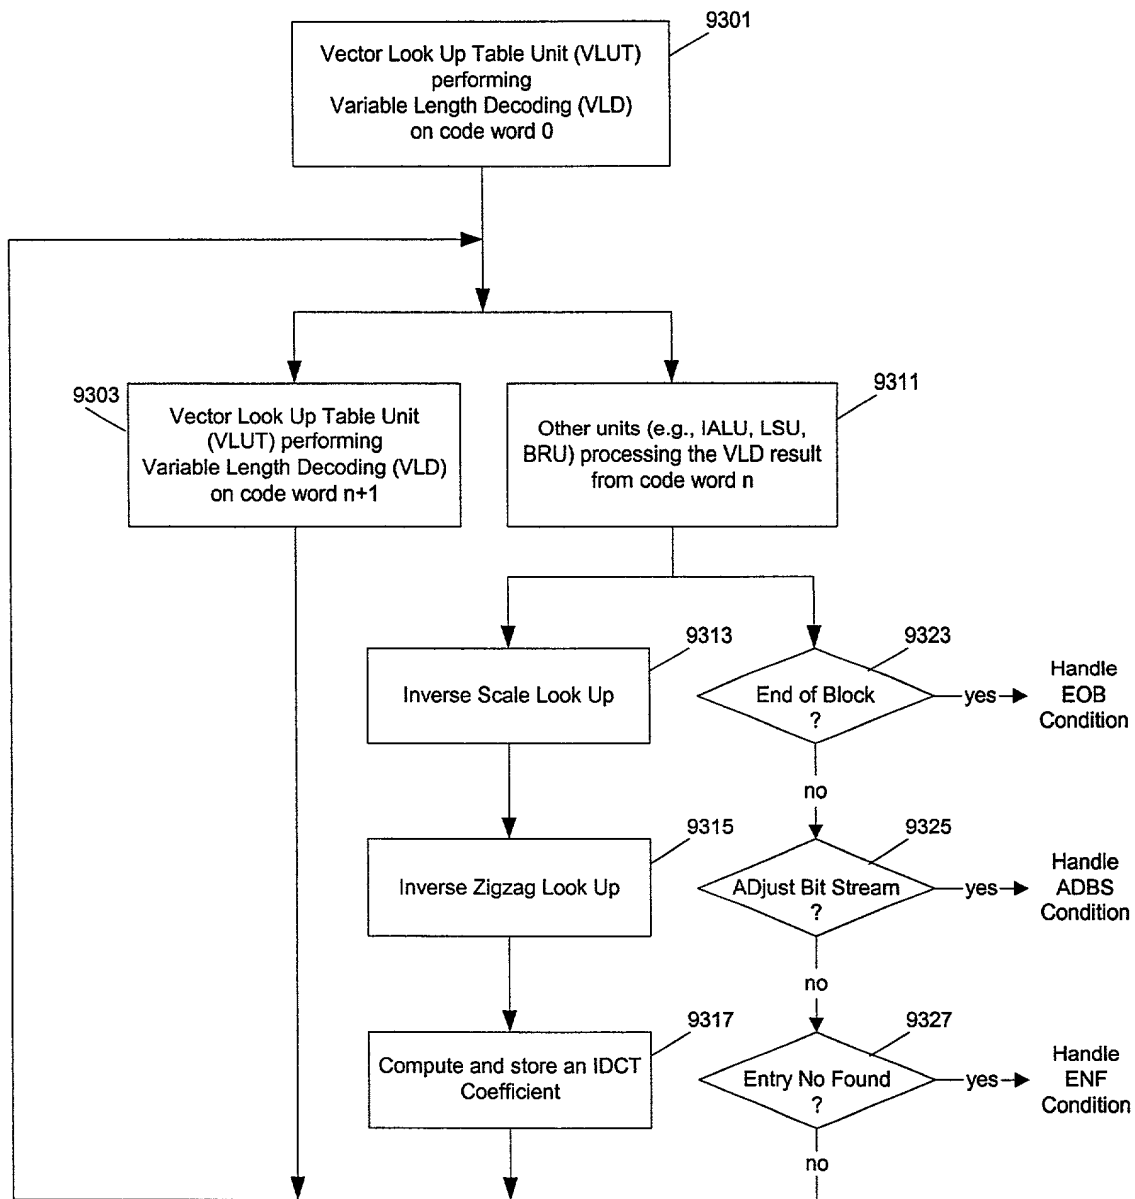 9301
Vector Look Up Table Unit (VLUT)
performing
Variable Length Decoding (VLD)
on code word 0
9303
Vector Look Up Table Unit
(VLUT) performing
Variable Length Decoding (VLD)
on code word n+1
9311
Other units (e.g., IALU, LSU,
BRU) processing the VLD result
from code word n
9313
Inverse Scale Look Up
9323
End of Block
?
yes
Handle
EOB
Condition
no
9315
Inverse Zigzag Look Up
9325
ADjust Bit Stream
?
yes
Handle
ADBS
Condition
no
9317
Compute and store an IDCT
Coefficient
9327
Entry No Found
?
yes
Handle
ENF
Condition
no